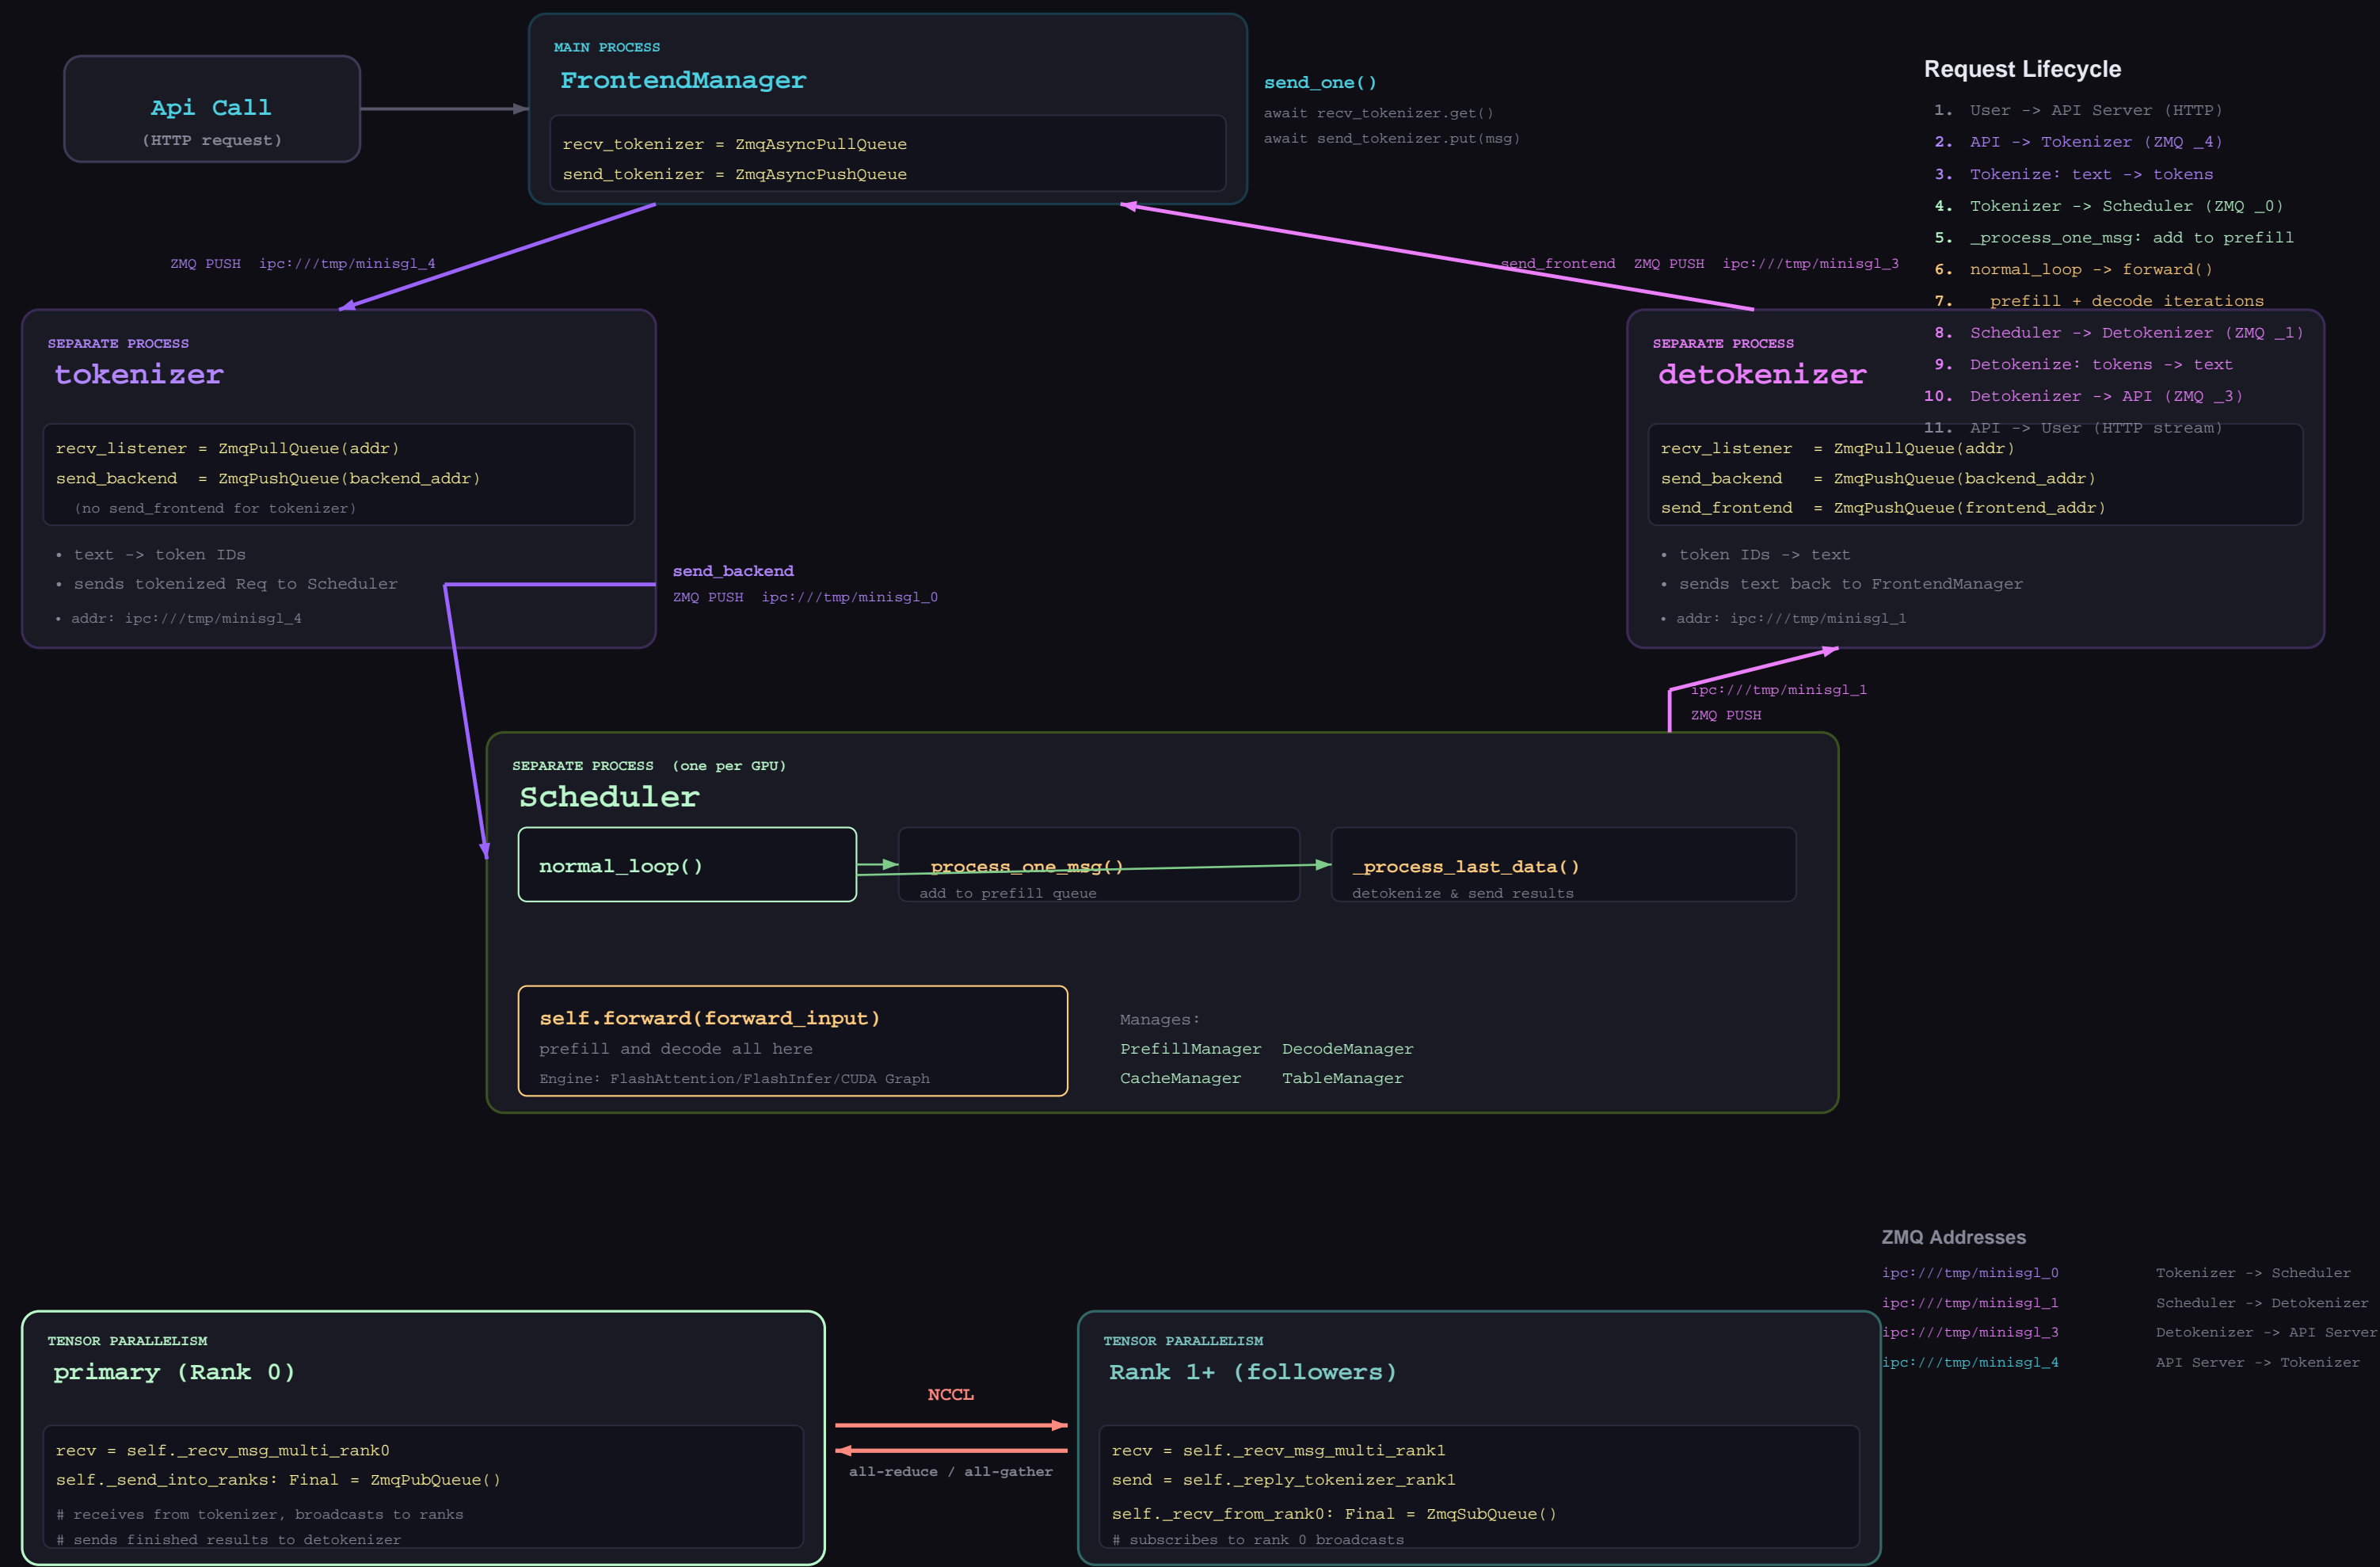 Api Call
(HTTP request)
MAIN PROCESS
FrontendManager
recv_tokenizer = ZmqAsyncPullQueue
send_tokenizer = ZmqAsyncPushQueue
send_one()
await recv_tokenizer.get()
await send_tokenizer.put(msg)
Request Lifecycle
1. User -> API Server (HTTP)
2. API -> Tokenizer (ZMQ _4)
3. Tokenize: text -> tokens
4. Tokenizer -> Scheduler (ZMQ _0)
5. _process_one_msg: add to prefill
6. normal_loop -> forward()
7. prefill + decode iterations
8. Scheduler -> Detokenizer (ZMQ _1)
9. Detokenize: tokens -> text
10. Detokenizer -> API (ZMQ _3)
11. API -> User (HTTP stream)
ZMQ PUSH ipc:///tmp/minisgl_4
send_frontend ZMQ PUSH ipc:///tmp/minisgl_3
SEPARATE PROCESS
tokenizer
recv_listener = ZmqPullQueue(addr)
send_backend = ZmqPushQueue(backend_addr)
(no send_frontend for tokenizer)
• text -> token IDs
• sends tokenized Req to Scheduler
• addr: ipc:///tmp/minisgl_4
send_backend
ZMQ PUSH ipc:///tmp/minisgl_0
SEPARATE PROCESS
detokenizer
recv_listener = ZmqPullQueue(addr)
send_backend = ZmqPushQueue(backend_addr)
send_frontend = ZmqPushQueue(frontend_addr)
• token IDs -> text
• sends text back to FrontendManager
• addr: ipc:///tmp/minisgl_1
ipc:///tmp/minisgl_1
ZMQ PUSH
SEPARATE PROCESS (one per GPU)
Scheduler
normal_loop()
_process_one_msg()
add to prefill queue
_process_last_data()
detokenize & send results
self.forward(forward_input)
prefill and decode all here
Engine: FlashAttention/FlashInfer/CUDA Graph
Manages:
PrefillManager DecodeManager
CacheManager TableManager
ZMQ Addresses
ipc:///tmp/minisgl_0 Tokenizer -> Scheduler
ipc:///tmp/minisgl_1 Scheduler -> Detokenizer
ipc:///tmp/minisgl_3 Detokenizer -> API Server
ipc:///tmp/minisgl_4 API Server -> Tokenizer
TENSOR PARALLELISM
primary (Rank 0)
recv = self._recv_msg_multi_rank0
self._send_into_ranks: Final = ZmqPubQueue()
# receives from tokenizer, broadcasts to ranks
# sends finished results to detokenizer
NCCL
all-reduce / all-gather
TENSOR PARALLELISM
Rank 1+ (followers)
recv = self._recv_msg_multi_rank1
send = self._reply_tokenizer_rank1
self._recv_from_rank0: Final = ZmqSubQueue()
# subscribes to rank 0 broadcasts